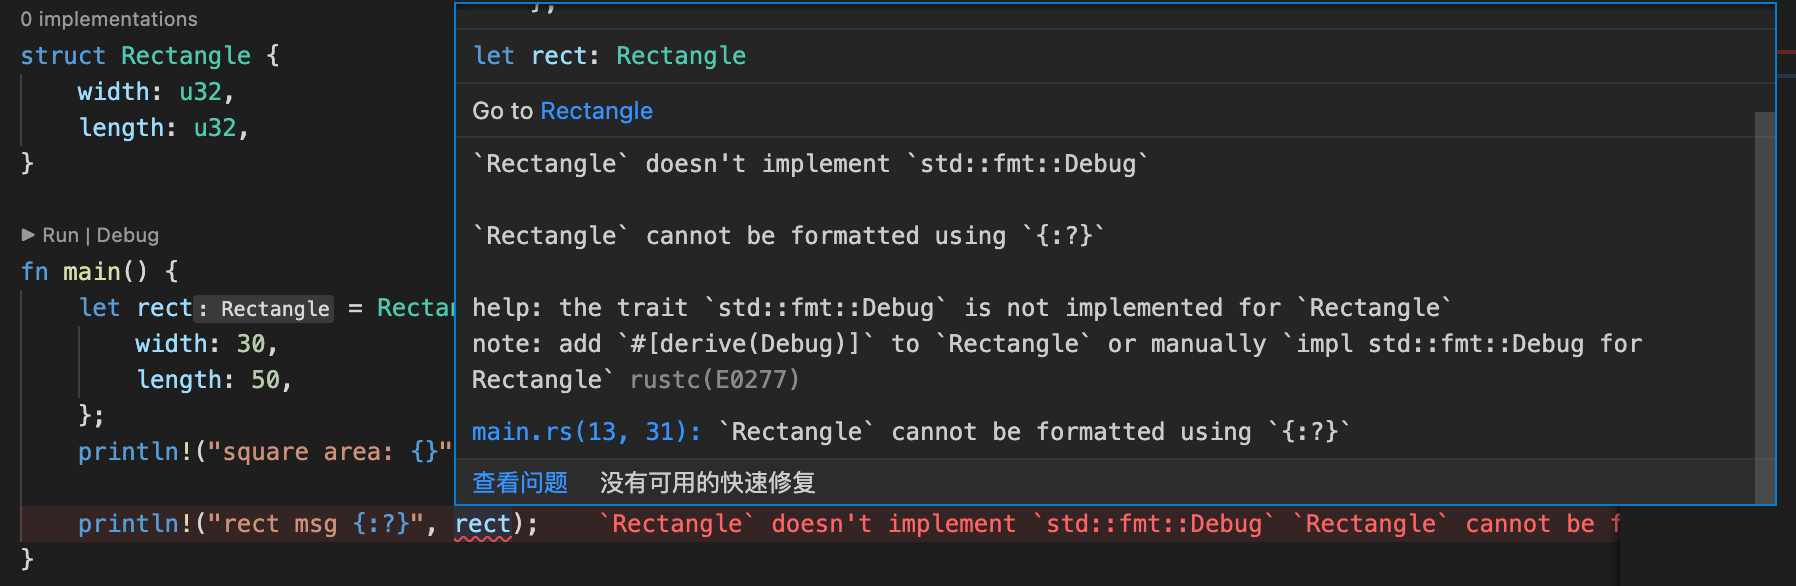 0 implementations
struct Rectangle {
    width: u32,
    length: u32,
}
▶ Run | Debug
fn main() {
    let rect: Rectangle = Rectan
        width: 30,
        length: 50,
    };
    println!("square area: {}"
    println!("rect msg {:?}", rect);    `Rectangle` doesn't implement `std::fmt::Debug` `Rectangle` cannot be f
}
};
let rect: Rectangle
Go to Rectangle
`Rectangle` doesn't implement `std::fmt::Debug`
`Rectangle` cannot be formatted using `{:?}`
help: the trait `std::fmt::Debug` is not implemented for `Rectangle`
note: add `#[derive(Debug)]` to `Rectangle` or manually `impl std::fmt::Debug for
Rectangle` rustc(E0277)
main.rs(13, 31): `Rectangle` cannot be formatted using `{:?}`
查看问题 没有可用的快速修复